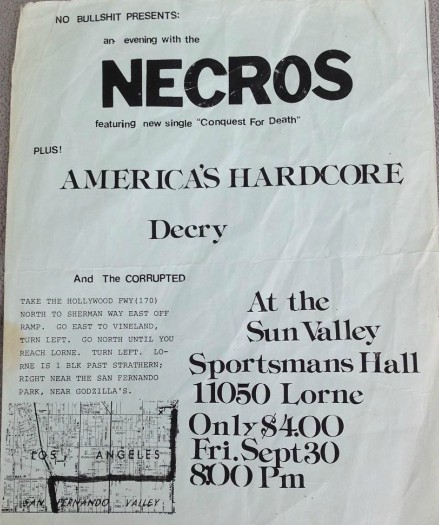 NO BULLSHIT PRESENTS:
an evening with the
NECROS
featuring new single "Conquest For Death"
PLUS!
AMERICA'S HARDCORE
Decry
And The CORRUPTED
TAKE THE HOLLYWOOD FWY(170)
NORTH TO SHERMAN WAY EAST OFF
RAMP. GO EAST TO VINELAND,
TURN LEFT. GO NORTH UNTIL YOU
REACH LORNE. TURN LEFT. LO-
RNE IS 1 BLK PAST STRATHERN;
RIGHT NEAR THE SAN FERNANDO
PARK, NEAR GODZILLA'S.
LOS ANGELES
SAN FERNANDO VALLEY
At the
Sun Valley
Sportsmans Hall
11050 Lorne
Only $4.00
Fri. Sept 30
8:00 Pm